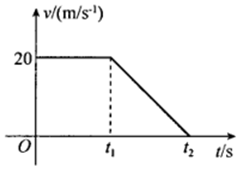 v/(m/s⁻¹)
20
O t₁ t₂ t/s